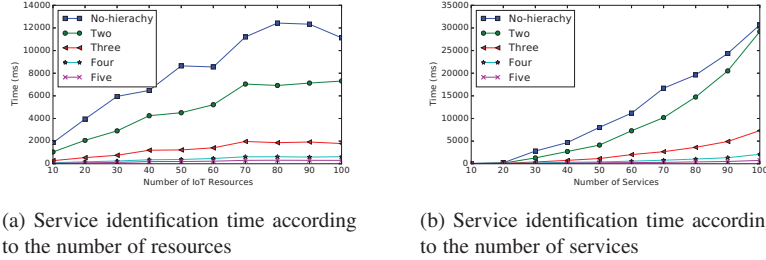 14000
12000
10000
8000
6000
4000
2000
0
Time (ms)
No-hierachy
Two
Three
Four
Five
10 20 30 40 50 60 70 80 90 100
Number of IoT Resources
35000
30000
25000
20000
15000
10000
5000
0
Time (ms)
No-hierachy
Two
Three
Four
Five
10 20 30 40 50 60 70 80 90 100
Number of Services
(a) Service identification time according
to the number of resources
(b) Service identification time accordin
to the number of services